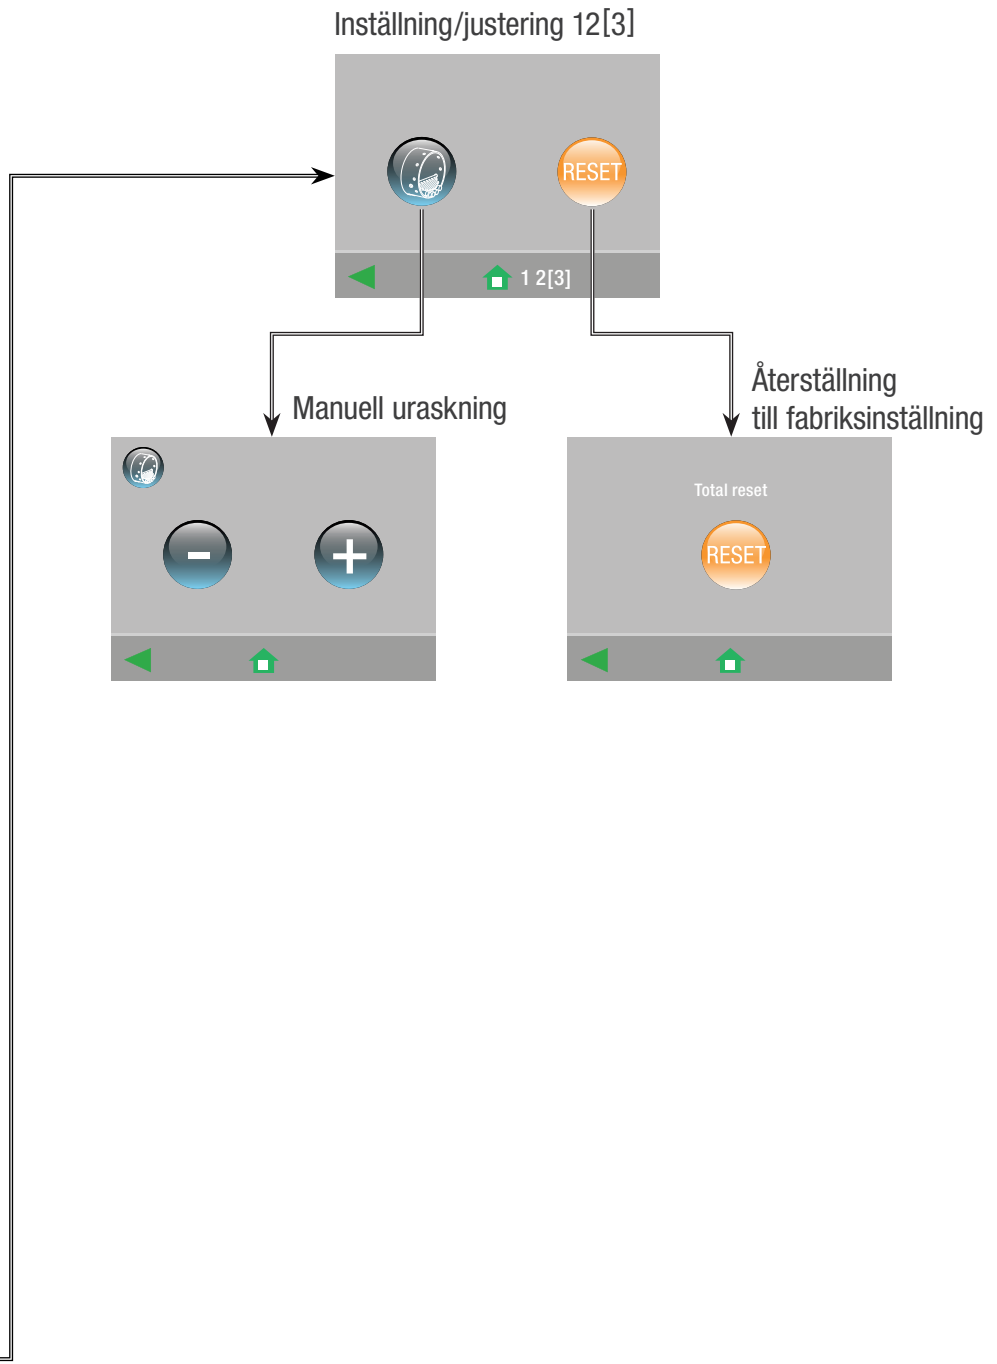 Inställning/justering 12[3]
RESET
1 2[3]
Manuell uraskning
Återställning
till fabriksinställning
-
+
Total reset
RESET